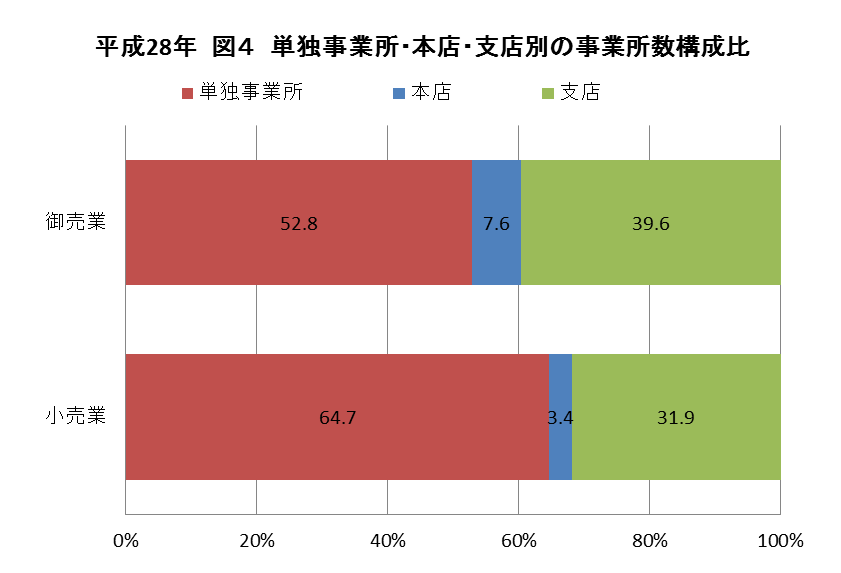 平成28年 図４ 単独事業所・本店・支店別の事業所数構成比
単独事業所 本店 支店
御売業 52.8 7.6 39.6
小売業 64.7 3.4 31.9
0% 20% 40% 60% 80% 100%